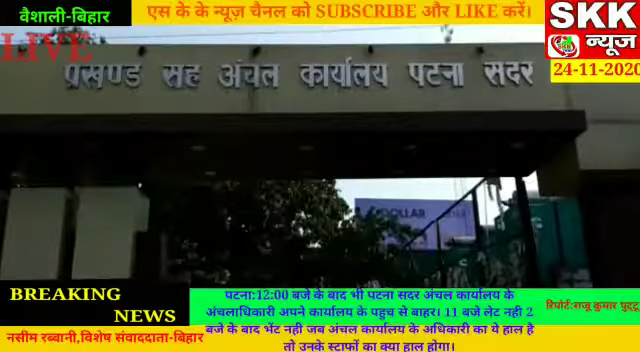 वैशाली-बिहार
एस के के न्यूज़ चैनल को SUBSCRIBE और LIKE करें।
SKK
न्यूज
24-11-2020
LIVE
प्रखण्ड सह अंचल कार्यालय पटना सदर
DOLLAR
BREAKING
NEWS
पटना:12:00 बजे के बाद भी पटना सदर अंचल कार्यालय के
अंचलाधिकारी अपने कार्यालय के पहुच से बाहर। 11 बजे लेट नही 2
बजे के बाद भेंट नही जब अंचल कार्यालय के अधिकारी का ये हाल है
तो उनके स्टाफों का क्या हाल होगा।
रिपोर्ट:राजू कुमार पुट्टू
नसीम रब्बानी,विशेष संवाददाता-बिहार